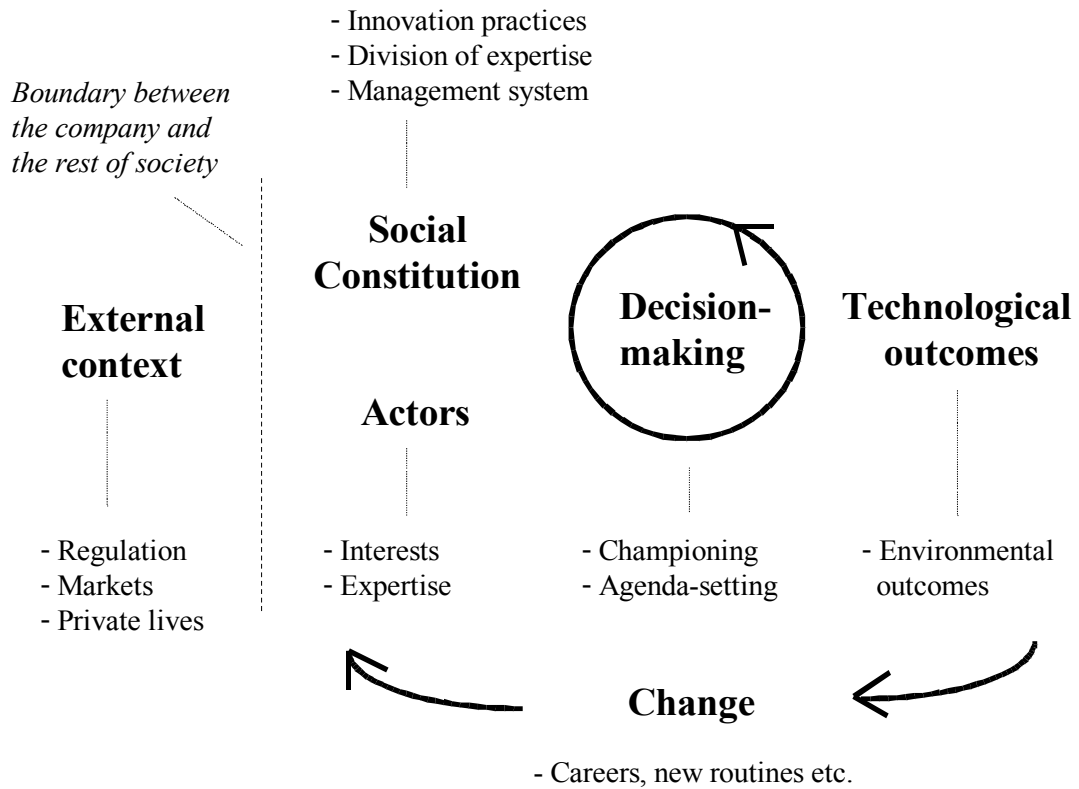 - Innovation practices
- Division of expertise
- Management system
Boundary between
the company and
the rest of society
Social
Constitution
External
context
Decision-
making
Technological
outcomes
Actors
- Regulation
- Markets
- Private lives
- Interests
- Expertise
- Championing
- Agenda-setting
- Environmental
outcomes
Change
- Careers, new routines etc.